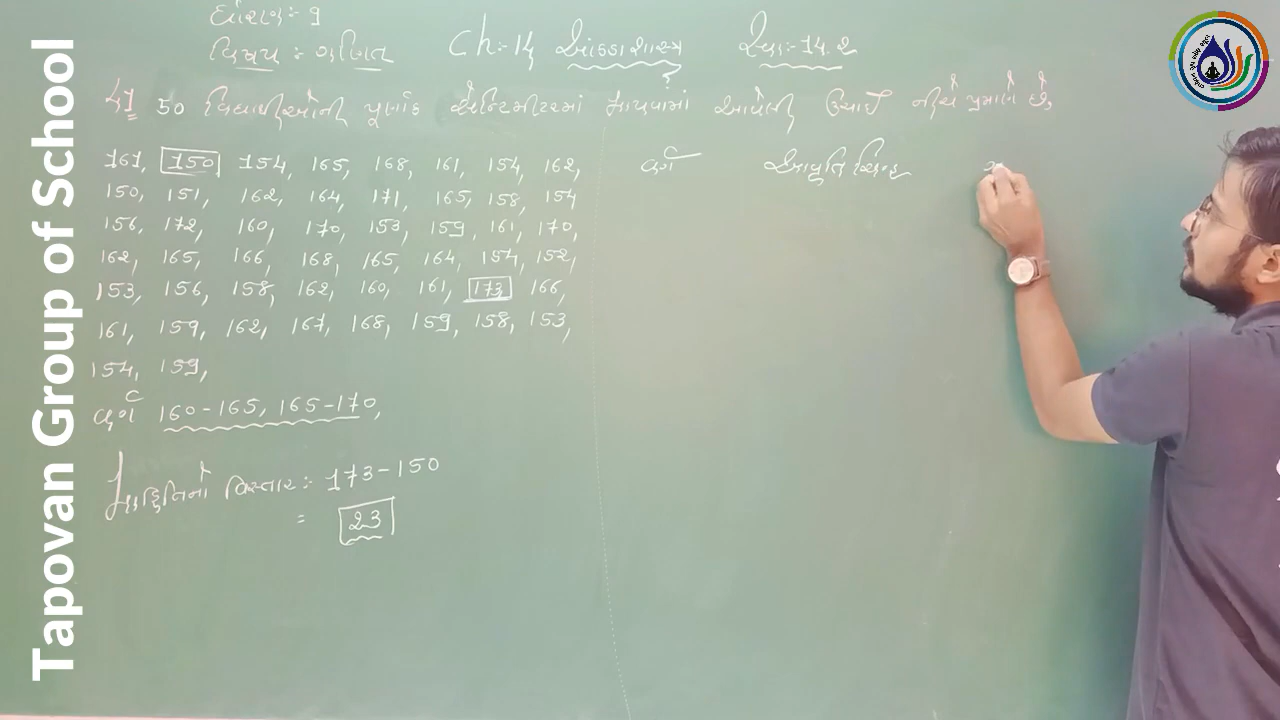 Tapovan Group of School
ધોરણ:- ૧
વિષય : ગણિત Ch:-14 આંકડાશાસ્ત્ર સ્વા:-14.2
50 વિદ્યાર્થીઓની પૂર્ણાંક સેન્ટિમીટરમાં માપવામાં આવેલી ઉંચાઈ નીચે પ્રમાણે છે,
161, 150 154, 165, 168, 161, 154, 162, વર્ગ આવૃત્તિ ચિહ્ન
150, 151, 162, 164, 171, 165, 158, 154
156, 172, 160, 170, 153, 159, 161, 170,
162, 165, 166, 168, 165, 164, 154, 152,
153, 156, 158, 162, 160, 161, 173, 166,
161, 159, 162, 167, 168, 159, 158, 153,
154, 159,
વર્ગ 160-165, 165-170,
માહિતીનો વિસ્તાર:- 173-150
= 23